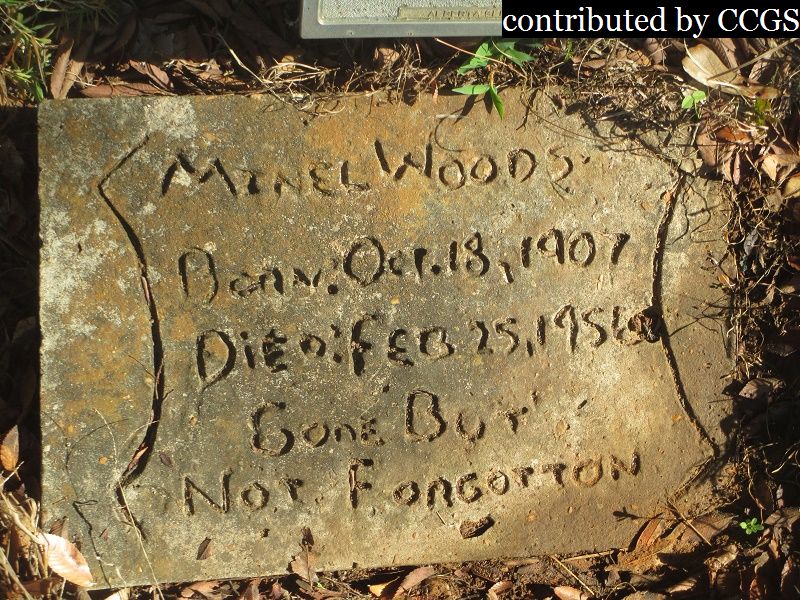 contributed by CCGS
MINEL WOODS
BORN. OCT. 18, 1907
DIED. FEB 25, 1956
GONE BUT
NOT FORGOTTON